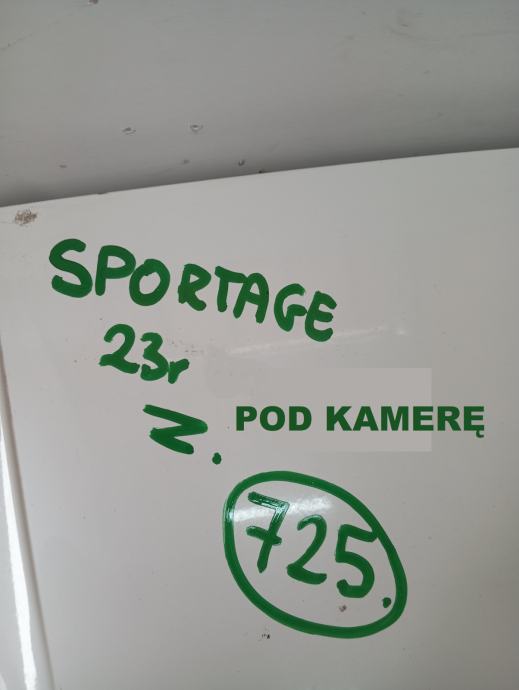 SPORTAGE
23r
N.
POD KAMERĘ
725.